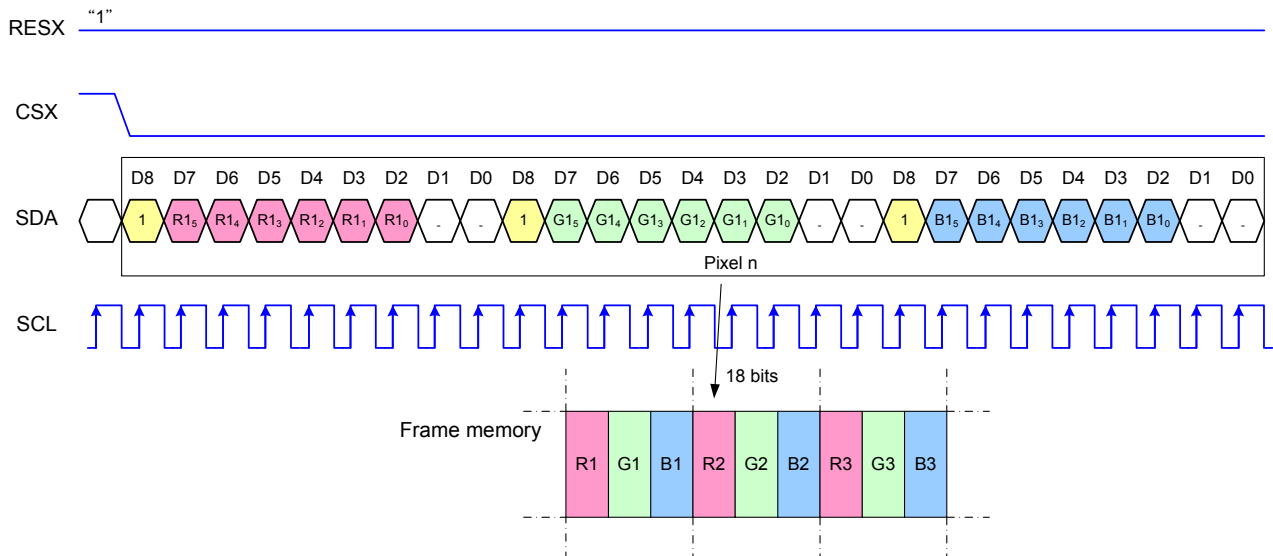 RESX “1”
CSX
D8 D7 D6 D5 D4 D3 D2 D1 D0 D8 D7 D6 D5 D4 D3 D2 D1 D0 D8 D7 D6 D5 D4 D3 D2 D1 D0
SDA 1 R1₅ R1₄ R1₃ R1₂ R1₁ R1₀ - - 1 G1₅ G1₄ G1₃ G1₂ G1₁ G1₀ - - 1 B1₅ B1₄ B1₃ B1₂ B1₁ B1₀ - -
Pixel n
SCL
18 bits
Frame memory
R1 G1 B1 R2 G2 B2 R3 G3 B3